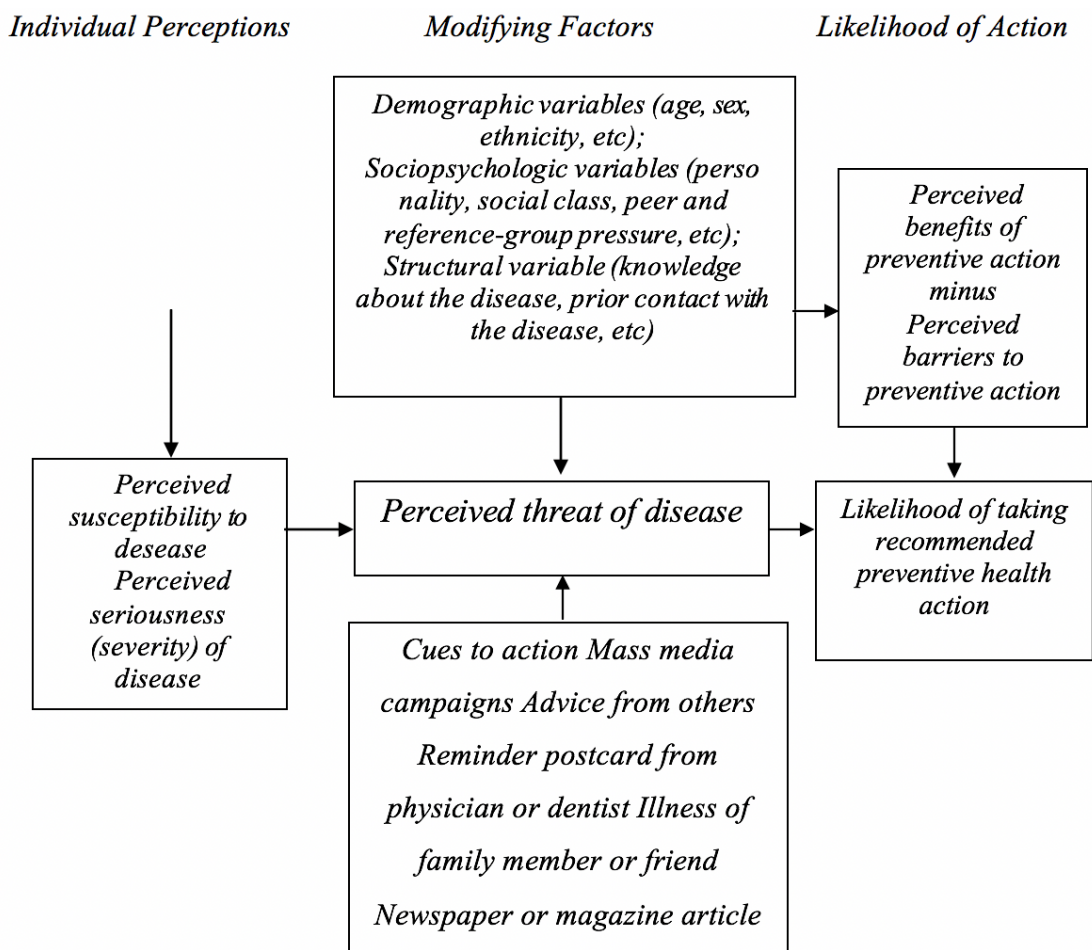 Individual Perceptions
Modifying Factors
Likelihood of Action
Demographic variables (age, sex,
ethnicity, etc);
Sociopsychologic variables (perso
nality, social class, peer and
reference-group pressure, etc);
Structural variable (knowledge
about the disease, prior contact with
the disease, etc)
Perceived
benefits of
preventive action
minus
Perceived
barriers to
preventive action
Perceived
susceptibility to
desease
Perceived
seriousness
(severity) of
disease
Perceived threat of disease
Likelihood of taking
recommended
preventive health
action
Cues to action Mass media
campaigns Advice from others
Reminder postcard from
physician or dentist Illness of
family member or friend
Newspaper or magazine article